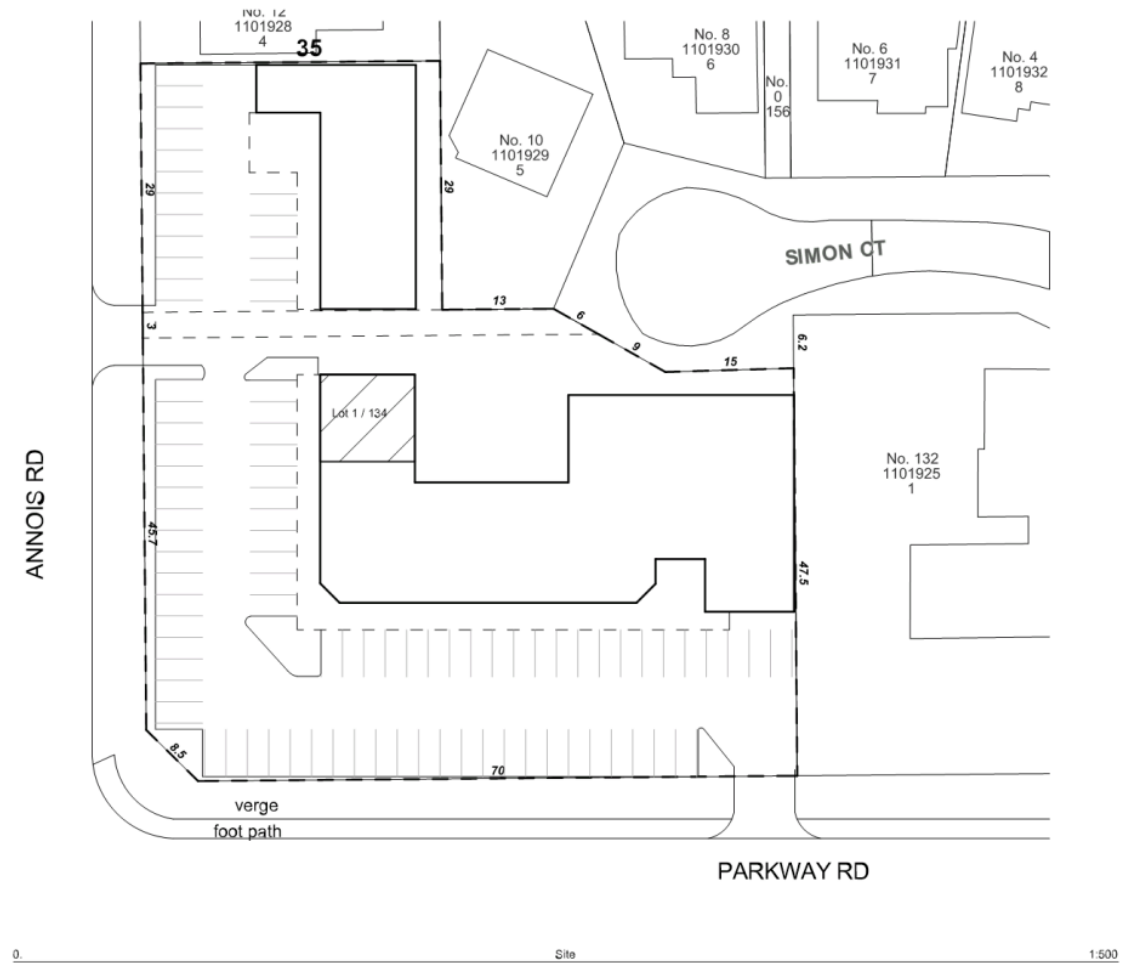 No. 12
1101928
4
35
No. 8
1101930
6
No. 6
1101931
7
No. 4
1101932
8
No.
0
156
No. 10
1101929
5
29
29
SIMON CT
13
6
3
9
15
6.2
Lot 1 / 134
No. 132
1101925
1
ANNOIS RD
45.7
47.5
8.5
70
verge
foot path
PARKWAY RD
0.
Site
1:500